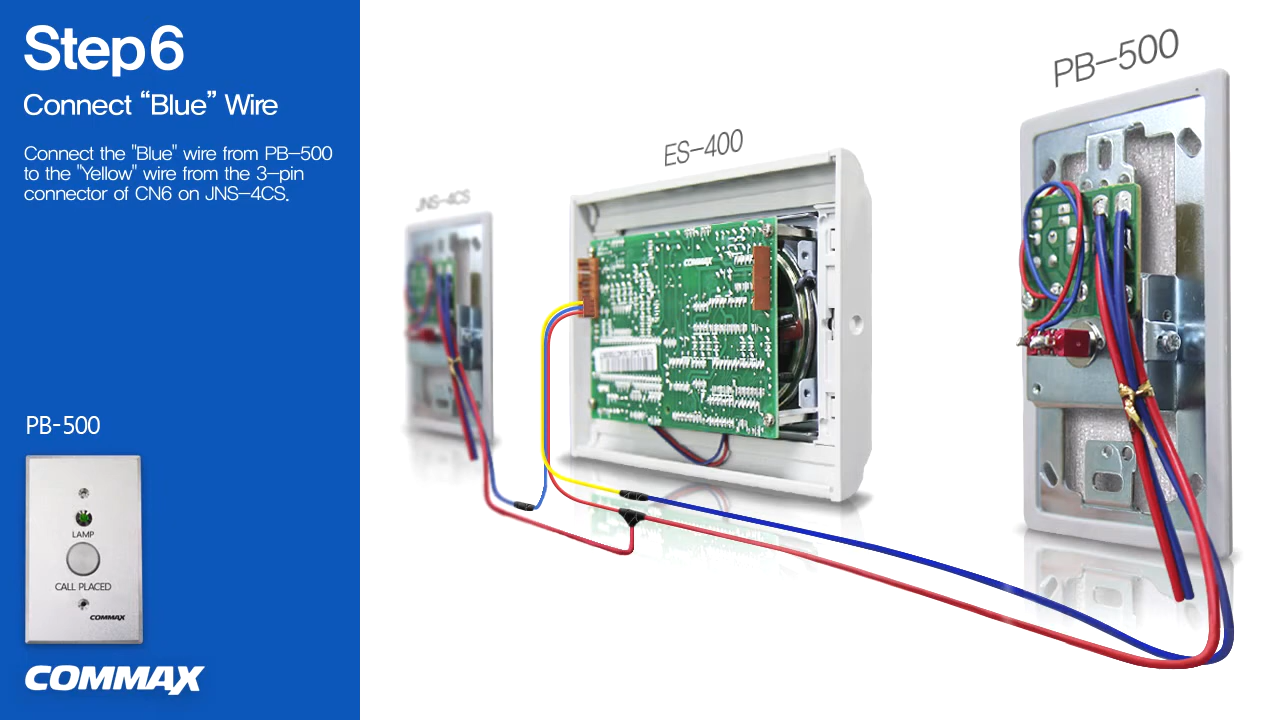 Step6
Connect “Blue” Wire
Connect the "Blue" wire from PB-500
to the "Yellow" wire from the 3-pin
connector of CN6 on JNS-4CS.
PB-500
LAMP
CALL PLACED
COMMAX
COMMAX
JNS-4CS
ES-400
COMMAX
PB-500